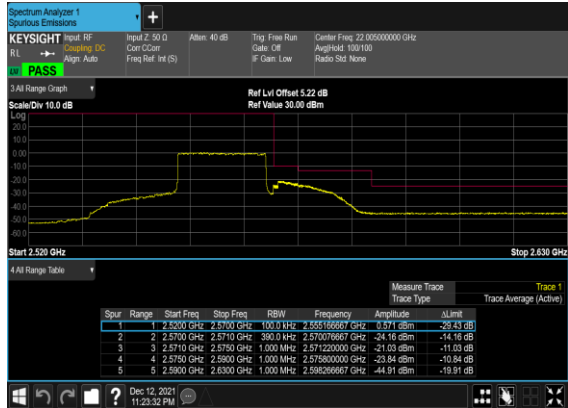 Spectrum Analyzer 1
Spurious Emissions
KEYSIGHT Input: RF Input Z: 50 Ω Atten: 40 dB Trig: Free Run Center Freq: 22.005000000 GHz
R L Coupling: DC Corr CCorr Gate: Off Avg|Hold: 100/100
Align: Auto Freq Ref: Int (S) IF Gain: Low Radio Std: None
PASS
3 All Range Graph
Ref Lvl Offset 5.22 dB
Scale/Div 10.0 dB Ref Value 30.00 dBm
Log
20.0
10.0
0.00
-10.0
-20.0
-30.0
-40.0
-50.0
-60.0
Start 2.520 GHz Stop 2.630 GHz
4 All Range Table
Measure Trace Trace 1
Trace Type Trace Average (Active)
Spur Range Start Freq Stop Freq RBW Frequency Amplitude ΔLimit
1 1 2.5200 GHz 2.5700 GHz 100.0 kHz 2.555166667 GHz 0.571 dBm -29.43 dB
2 2 2.5700 GHz 2.5710 GHz 390.0 kHz 2.570076667 GHz -24.16 dBm -14.16 dB
3 3 2.5710 GHz 2.5750 GHz 1.000 MHz 2.571220000 GHz -21.03 dBm -11.03 dB
4 4 2.5750 GHz 2.5900 GHz 1.000 MHz 2.575800000 GHz -23.84 dBm -10.84 dB
5 5 2.5900 GHz 2.6300 GHz 1.000 MHz 2.598266667 GHz -44.91 dBm -19.91 dB
Dec 12, 2021
11:23:32 PM